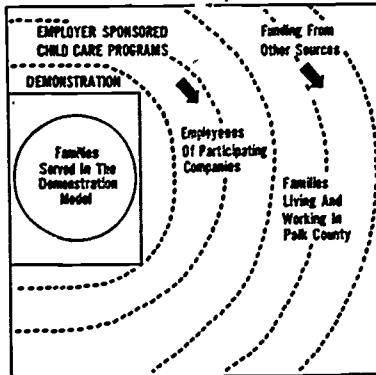 EMPLOYER SPONSORED
CHILD CARE PROGRAMS
DEMONSTRATION
Families
Served In The
Demonstration
Model
Employees
Of Participating
Companies
Funding From
Other Sources
Families
Living And
Working In
Polk County